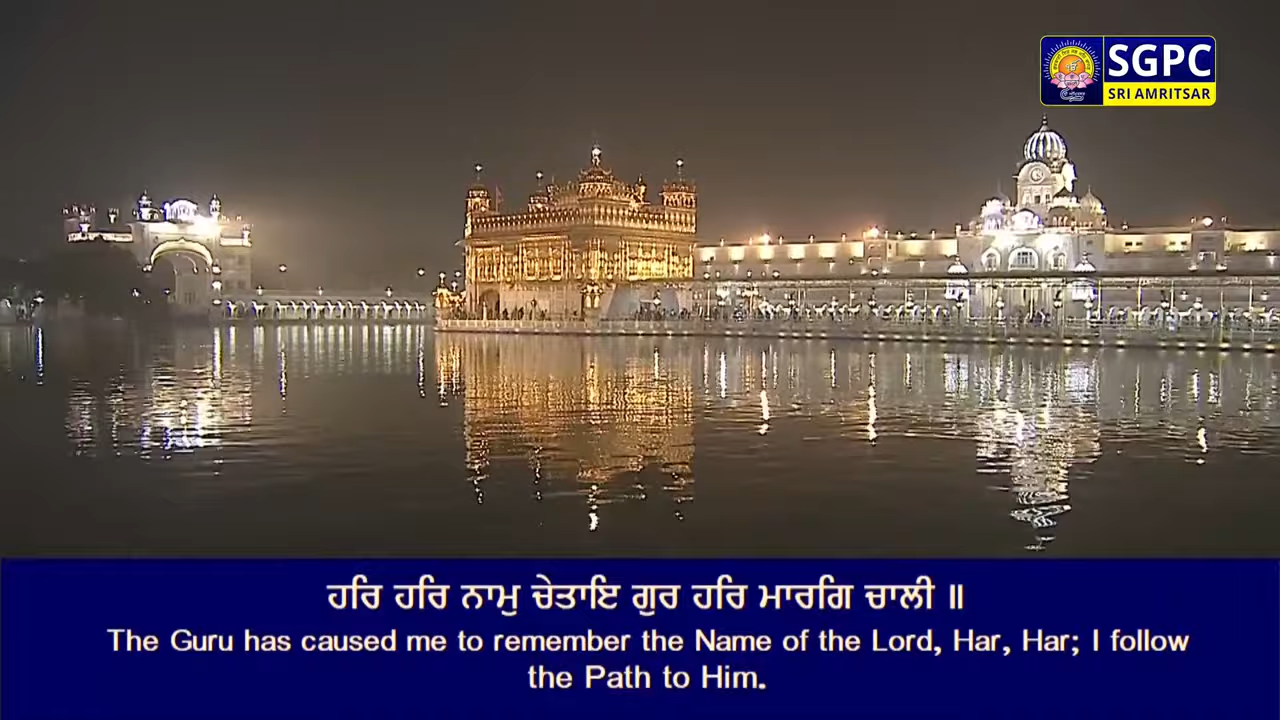 SGPC
SRI AMRITSAR
ਹਰਿ ਹਰਿ ਨਾਮੁ ਚੇਤਾਇ ਗੁਰ ਹਰਿ ਮਾਰਗਿ ਚਾਲੀ ॥
The Guru has caused me to remember the Name of the Lord, Har, Har; I follow
the Path to Him.